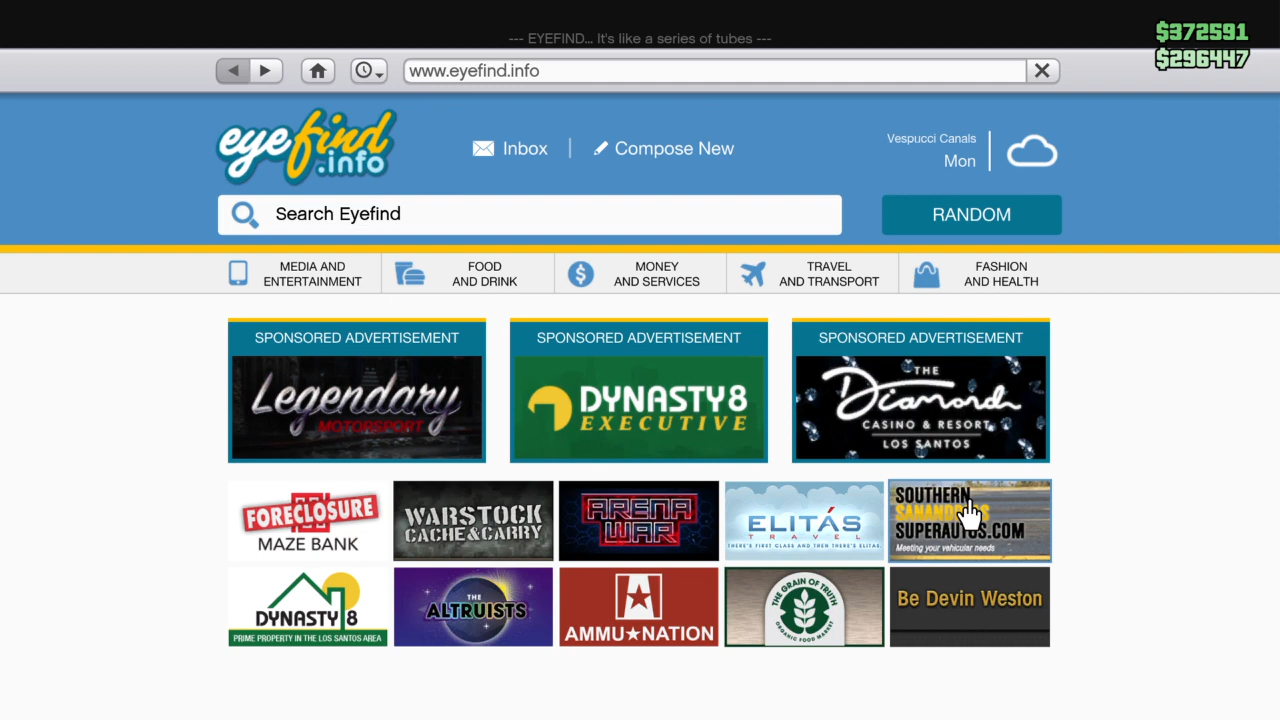 --- EYEFIND... It's like a series of tubes ---
$372591
$296447
www.eyefind.info
eyefind
.info
Inbox
Compose New
Vespucci Canals
Mon
Search Eyefind
RANDOM
MEDIA AND
ENTERTAINMENT
FOOD
AND DRINK
MONEY
AND SERVICES
TRAVEL
AND TRANSPORT
FASHION
AND HEALTH
SPONSORED ADVERTISEMENT
Legendary
MOTORSPORT
SPONSORED ADVERTISEMENT
DYNASTY8
EXECUTIVE
SPONSORED ADVERTISEMENT
THE
Diamond
CASINO & RESORT
LOS SANTOS
FORECLOSURE
MAZE BANK
WARSTOCK
CACHE&CARRY
ARENA
WAR
ELITÁS
TRAVEL
THERE'S FIRST CLASS AND THEN THERE'S ELITAS.
SOUTHERN
SAN ANDREAS
SUPERAUTOS.COM
Meeting your vehicular needs
DYNASTY 8
PRIME PROPERTY IN THE LOS SANTOS AREA
THE
ALTRUISTS
AMMU★NATION
THE GRAIN OF TRUTH
ORGANIC FOOD MARKET
Be Devin Weston